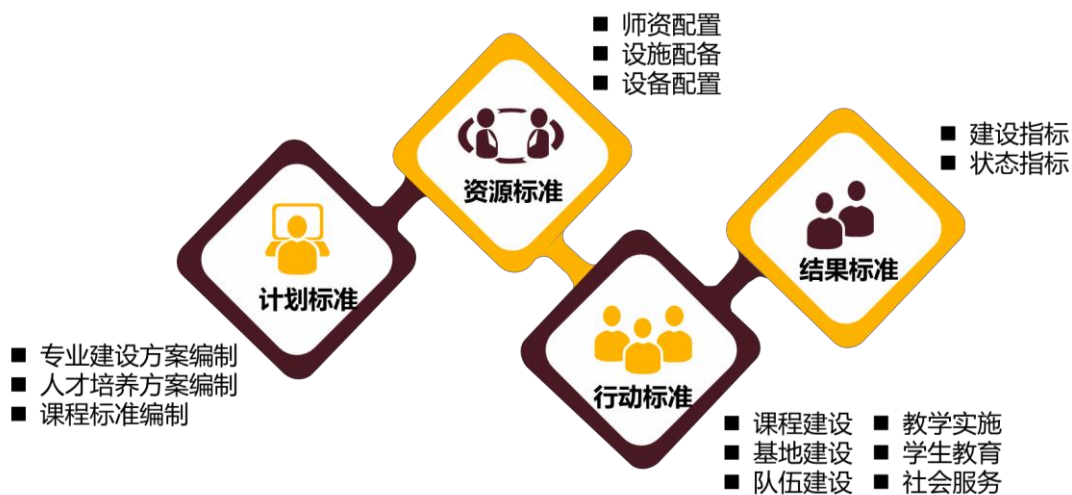 计划标准
■ 专业建设方案编制
■ 人才培养方案编制
■ 课程标准编制
资源标准
■ 师资配置
■ 设施配备
■ 设备配置
行动标准
■ 课程建设 ■ 教学实施
■ 基地建设 ■ 学生教育
■ 队伍建设 ■ 社会服务
结果标准
■ 建设指标
■ 状态指标